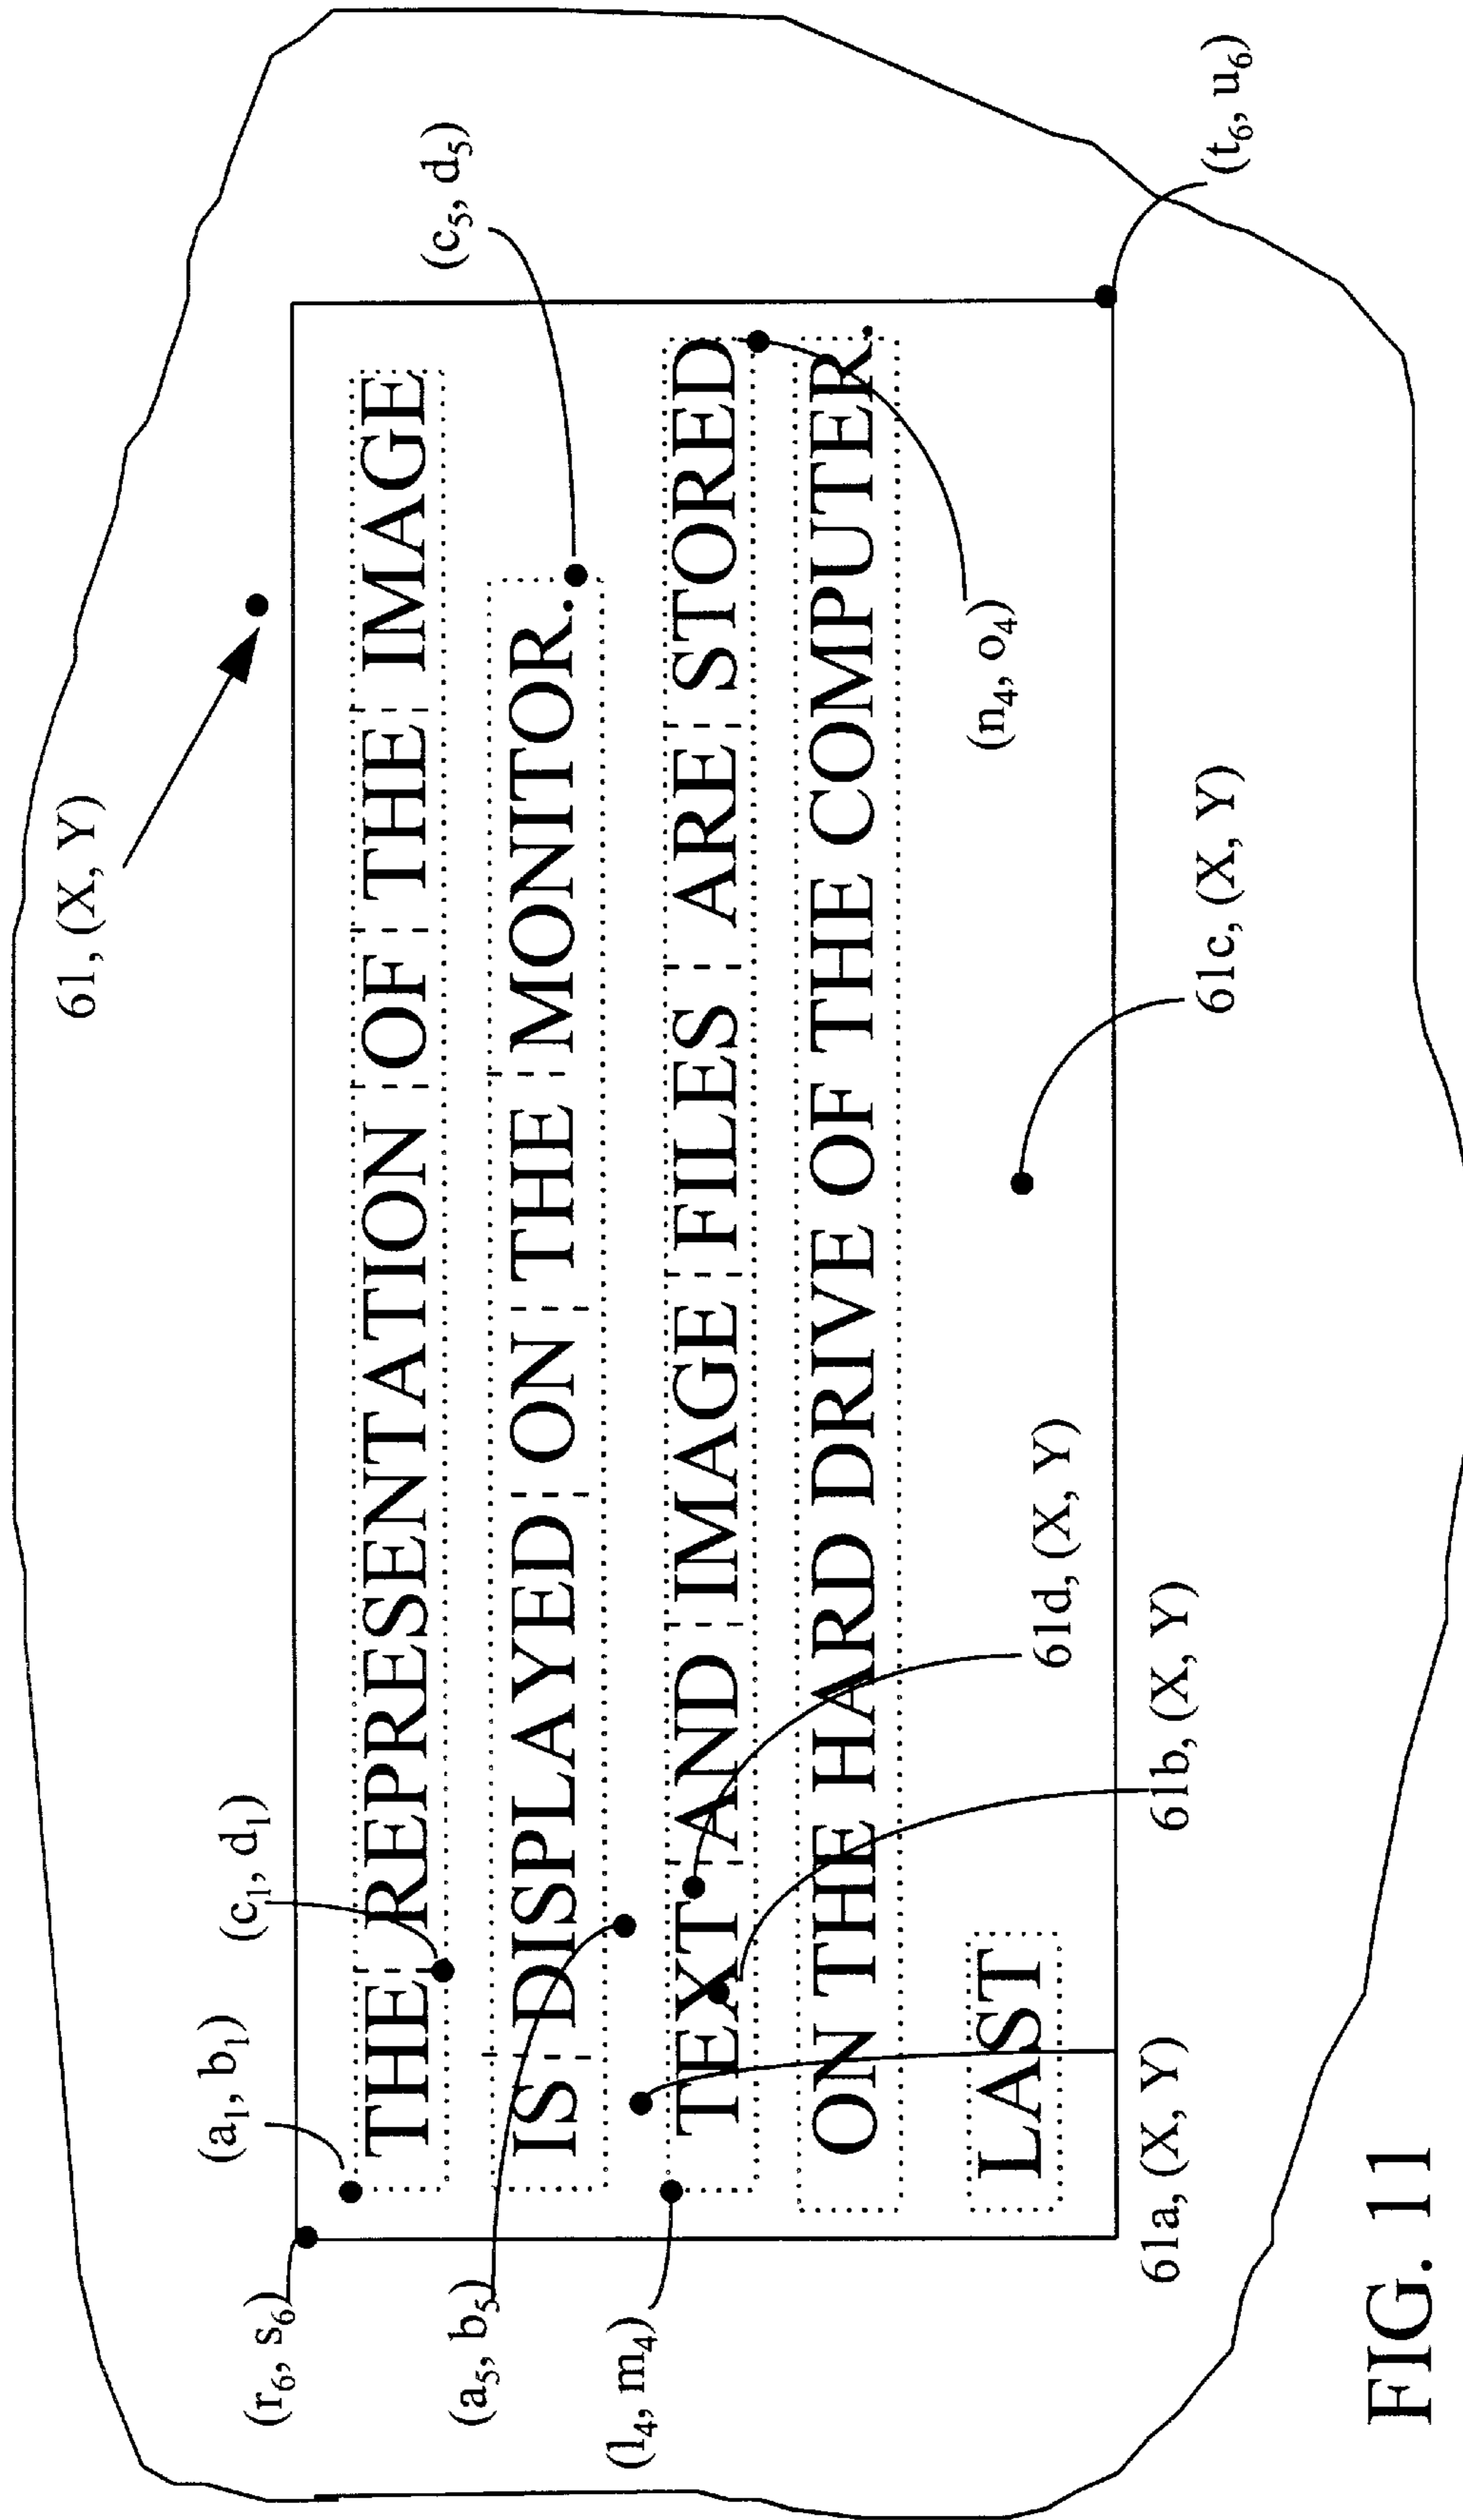 61, (X, Y)
(r₆, s₆)
(a₁, b₁)
(c₁, d₁)
(c₅, d₅)
THE REPRESENTATION OF THE IMAGE
IS DISPLAYED ON THE MONITOR.
(a₅, b₅)
(l₄, m₄)
TEXT AND IMAGE FILES ARE STORED
ON THE HARD DRIVE OF THE COMPUTER.
LAST
(n₄, o₄)
61d, (X, Y)
61a, (X, Y)
61b, (X, Y)
61c, (X, Y)
(t₆, u₆)
FIG. 11